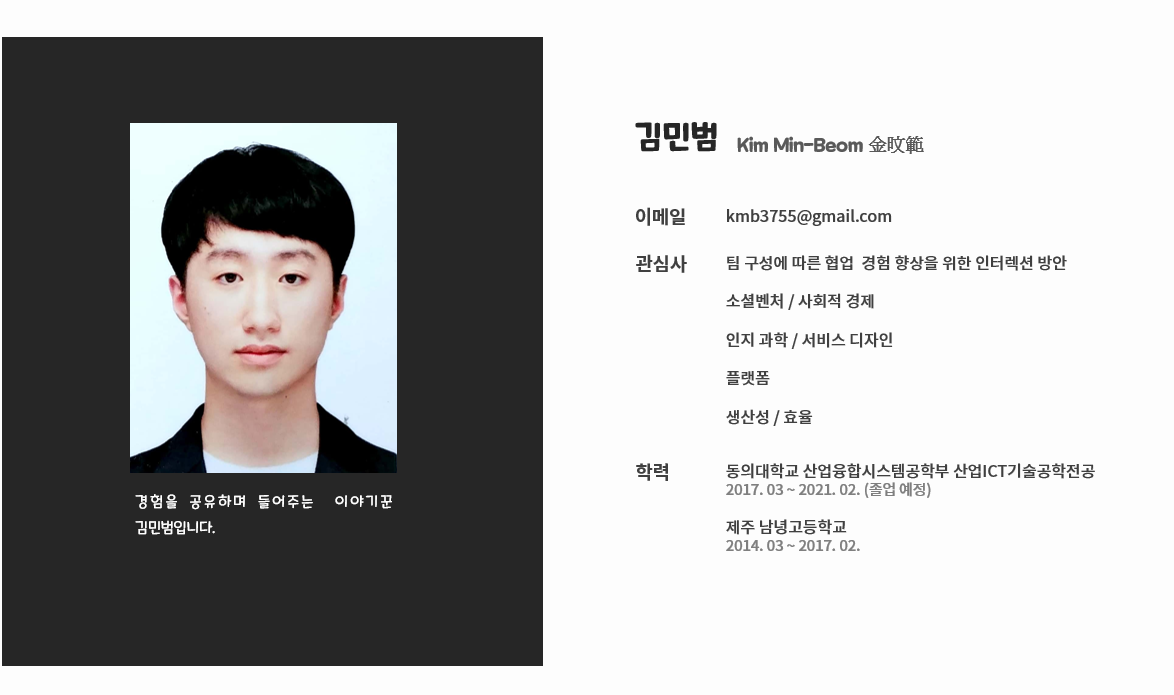 경험을 공유하며 들어주는 이야기꾼
김민범입니다.
김민범 Kim Min-Beom 金旼範
이메일 kmb3755@gmail.com
관심사 팀 구성에 따른 협업 경험 향상을 위한 인터렉션 방안
소셜벤처 / 사회적 경제
인지 과학 / 서비스 디자인
플랫폼
생산성 / 효율
학력 동의대학교 산업융합시스템공학부 산업ICT기술공학전공
2017. 03 ~ 2021. 02. (졸업 예정)
제주 남녕고등학교
2014. 03 ~ 2017. 02.